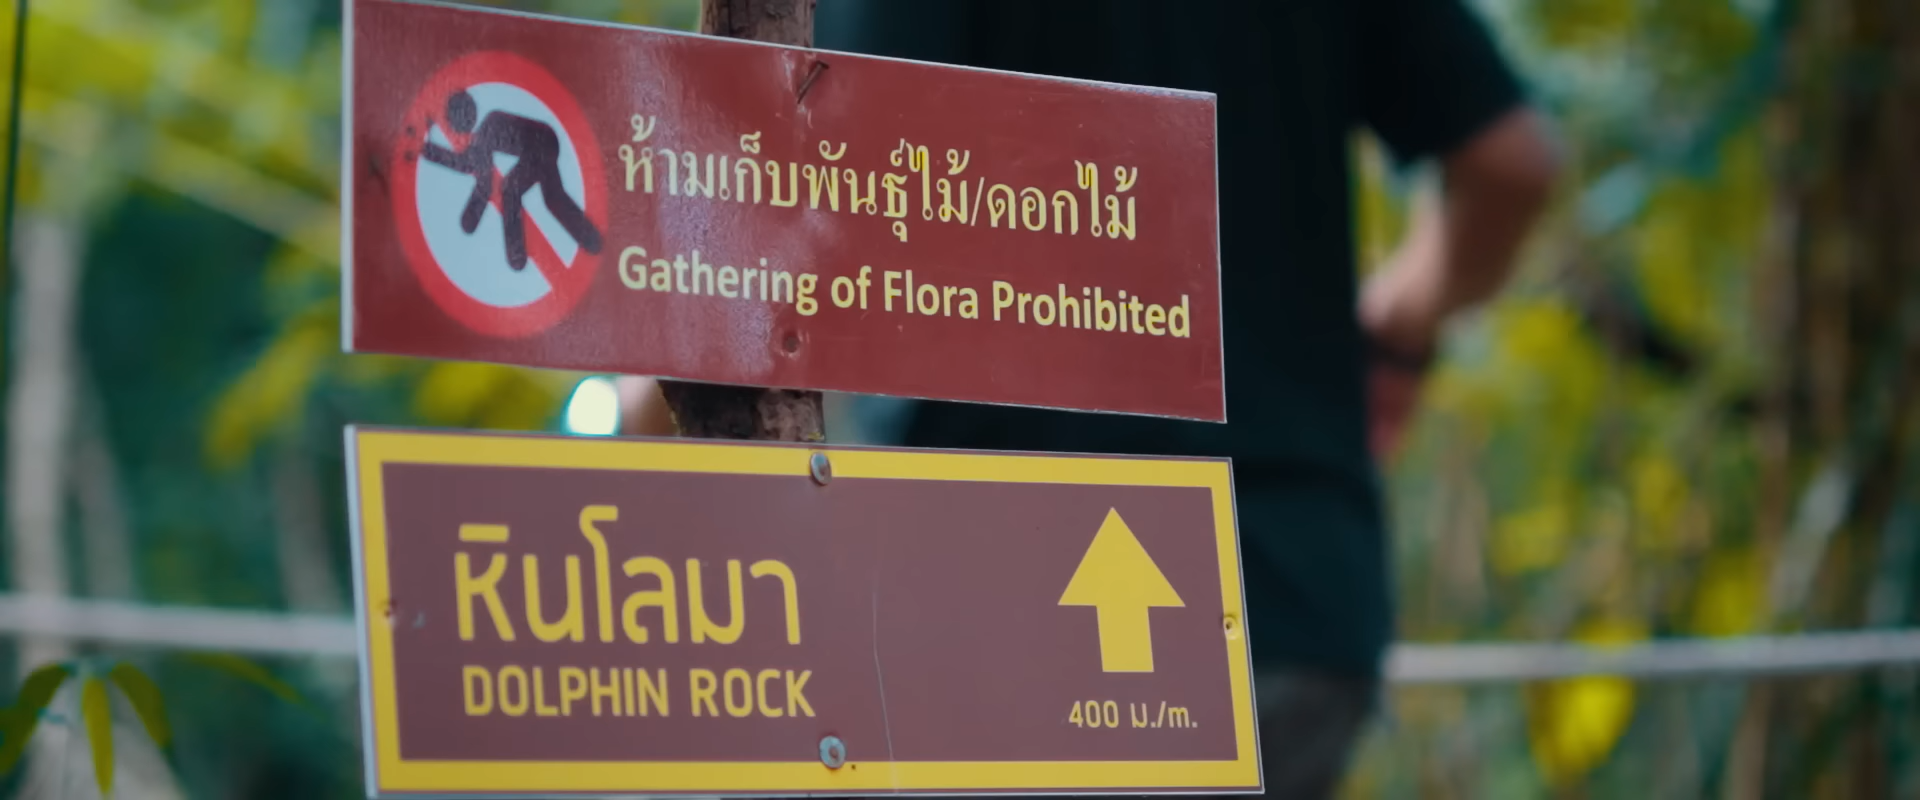 ห้ามเก็บพันธุ์ไม้/ดอกไม้
Gathering of Flora Prohibited
หินโลมา
DOLPHIN ROCK
400 ม./m.